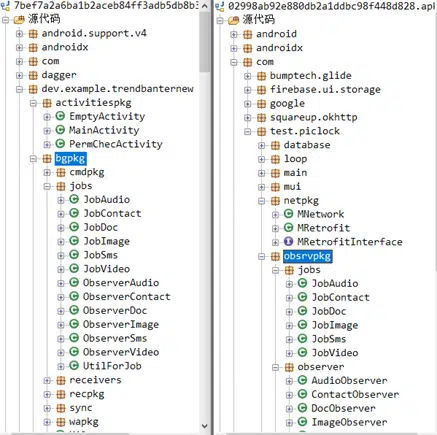 7bef7a2a6ba1b2aceb84ff3adb5db8b3
源代码
android.support.v4
androidx
com
dagger
dev.example.trendbanternew
activitiespkg
EmptyActivity
MainActivity
PermChecActivity
bgpkg
cmdpkg
jobs
JobAudio
JobContact
JobDoc
JobImage
JobSms
JobVideo
ObserverAudio
ObserverContact
ObserverDoc
ObserverImage
ObserverSms
ObserverVideo
UtilForJob
receivers
recpkg
sync
wapkg
02998ab92e880db2a1ddbc98f448d828.apk
源代码
android
androidx
com
bumptech.glide
firebase.ui.storage
google
squareup.okhttp
test.piclock
database
loop
main
mui
netpkg
MNetwork
MRetrofit
MRetrofitInterface
obsrvpkg
jobs
JobAudio
JobContact
JobDoc
JobImage
JobSms
JobVideo
observer
AudioObserver
ContactObserver
DocObserver
ImageObserver